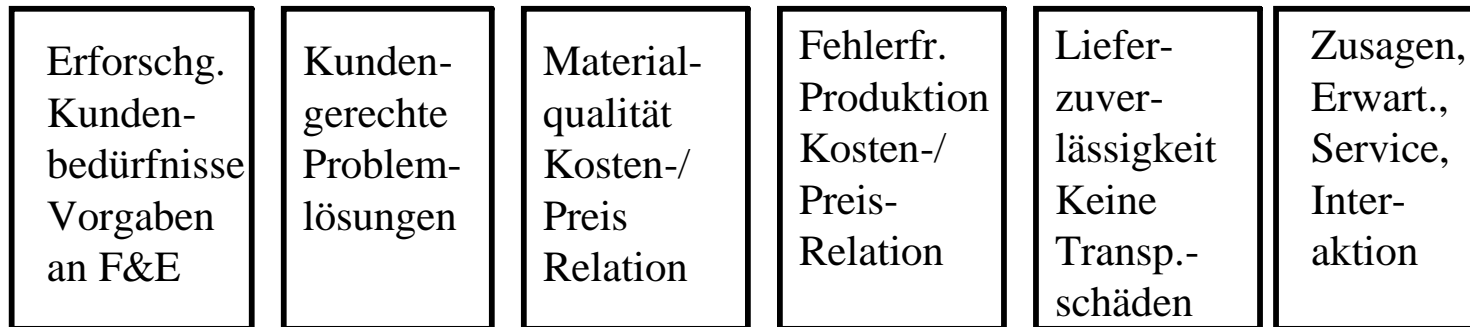 Erforschg.
Kunden-
bedürfnisse
Vorgaben
an F&E
Kunden-
gerechte
Problem-
lösungen
Material-
qualität
Kosten-/
Preis
Relation
Fehlerfr.
Produktion
Kosten-/
Preis-
Relation
Liefer-
zuver-
lässigkeit
Keine
Transp.-
schäden
Zusagen,
Erwart.,
Service,
Inter-
aktion